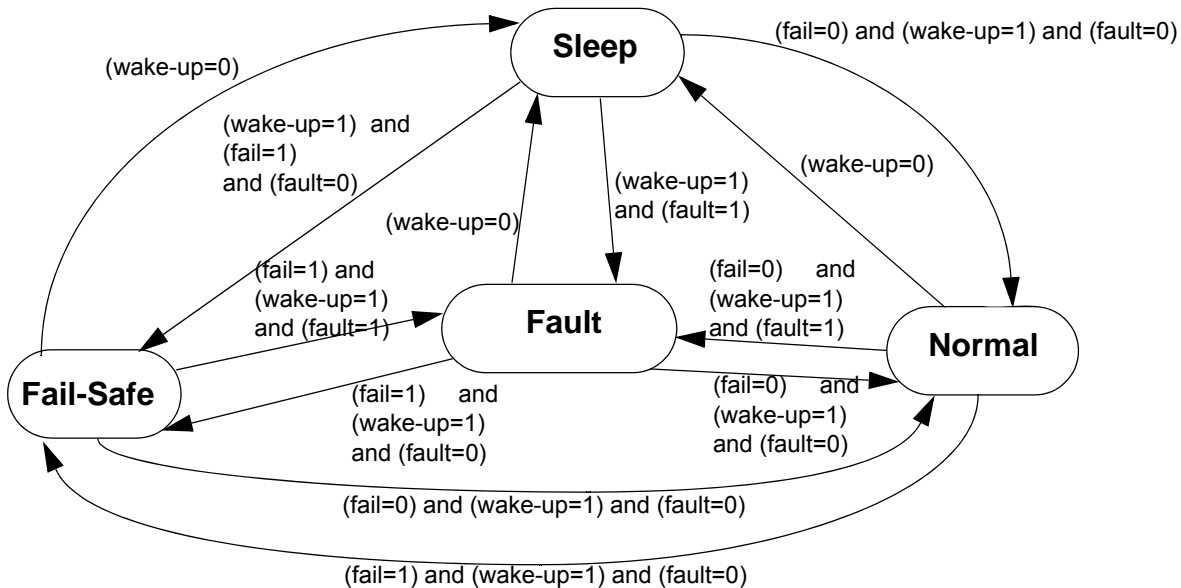 Sleep
(fail=0) and (wake-up=1) and (fault=0)
(wake-up=0)
(wake-up=1) and
(fail=1)
and (fault=0)
(wake-up=0)
(wake-up=1)
and (fault=1)
(wake-up=0)
(fail=1) and
(wake-up=1)
and (fault=1)
Fault
(fail=0) and
(wake-up=1)
and (fault=1)
Normal
Fail-Safe
(fail=1) and
(wake-up=1)
and (fault=0)
(fail=0) and
(wake-up=1)
and (fault=0)
(fail=0) and (wake-up=1) and (fault=0)
(fail=1) and (wake-up=1) and (fault=0)